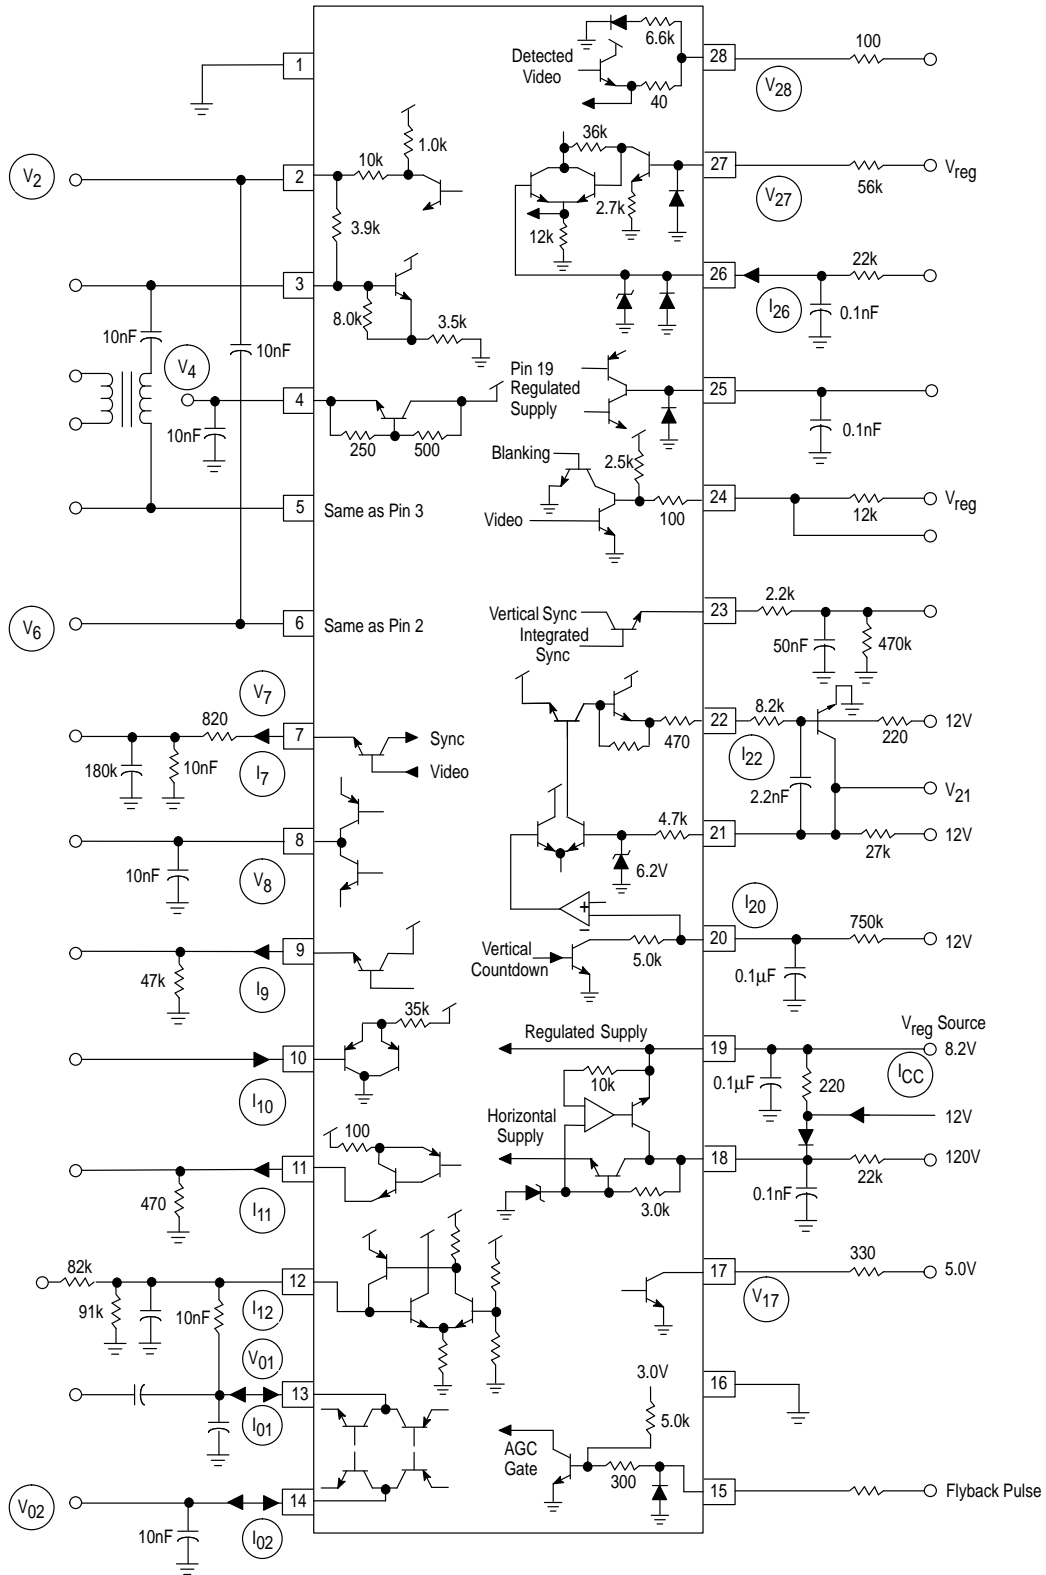 1
V2
2
10k
1.0k
3.9k
3
8.0k
3.5k
10nF
10nF
V4
4
10nF
250
500
5
Same as Pin 3
V6
6
Same as Pin 2
V7
820
7
Sync
Video
180k
10nF
I7
8
10nF
V8
9
47k
I9
35k
10
I10
100
11
470
I11
82k
12
91k
10nF
I12
V01
13
I01
V02
14
10nF
I02
Detected
Video
6.6k
40
28
100
V28
36k
2.7k
12k
27
Vreg
56k
V27
26
22k
I26
0.1nF
Pin 19
Regulated
Supply
25
0.1nF
Blanking
2.5k
Video
100
24
Vreg
12k
Vertical Sync
Integrated
Sync
23
2.2k
50nF
470k
470
22
8.2k
220
12V
I22
2.2nF
V21
4.7k
6.2V
21
27k
12V
+
–
I20
Vertical
Countdown
5.0k
20
750k
12V
0.1µF
Regulated Supply
19
Vreg Source
8.2V
ICC
0.1µF
220
10k
12V
Horizontal
Supply
18
120V
22k
3.0k
0.1nF
17
330
5.0V
V17
16
3.0V
5.0k
AGC
Gate
300
15
Flyback Pulse